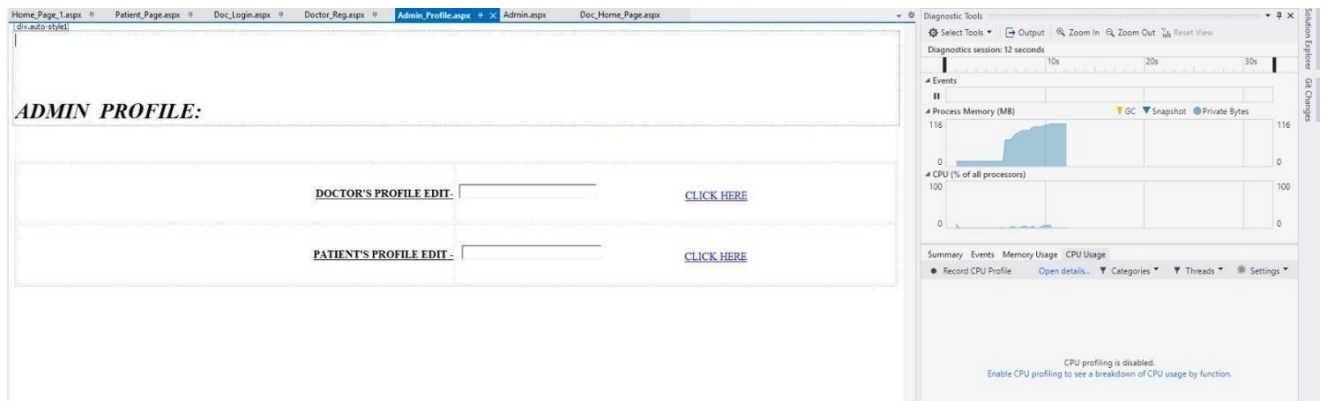 Home_Page_1.aspx Patient_Page.aspx Doc_Login.aspx Doctor_Reg.aspx Admin_Profile.aspx Admin.aspx Doc_Home_Page.aspx
div.auto-style1
ADMIN PROFILE:
DOCTOR'S PROFILE EDIT- CLICK HERE
PATIENT'S PROFILE EDIT - CLICK HERE
Diagnostic Tools
Select Tools Output Zoom In Zoom Out Reset View
Diagnostics session: 12 seconds
10s 20s 30s
Events
Process Memory (MB) GC Snapshot Private Bytes
116 116
0 0
CPU (% of all processors)
100 100
0 0
Summary Events Memory Usage CPU Usage
Record CPU Profile Open details... Categories Threads Settings
CPU profiling is disabled.
Enable CPU profiling to see a breakdown of CPU usage by function.
Solution Explorer
Git Changes